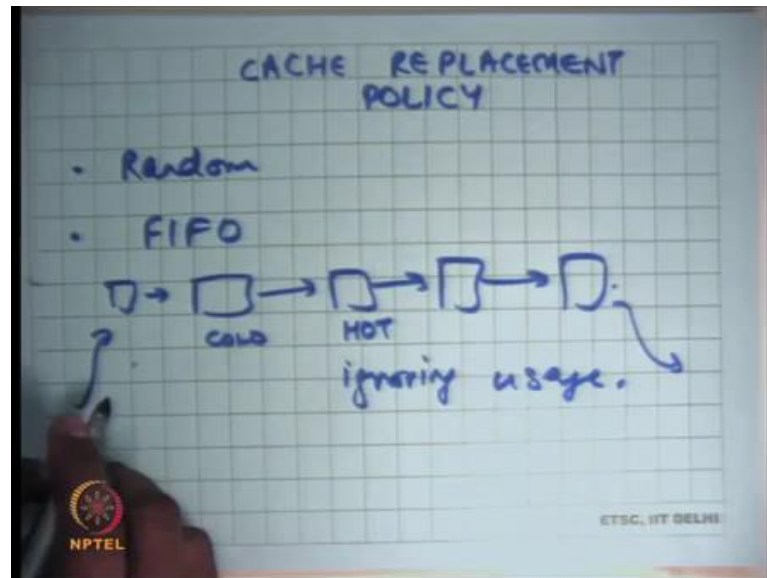 CACHE REPLACEMENT
POLICY
• Random
• FIFO
COLD HOT
ignoring usage.
ETSC, IIT DELHI
NPTEL